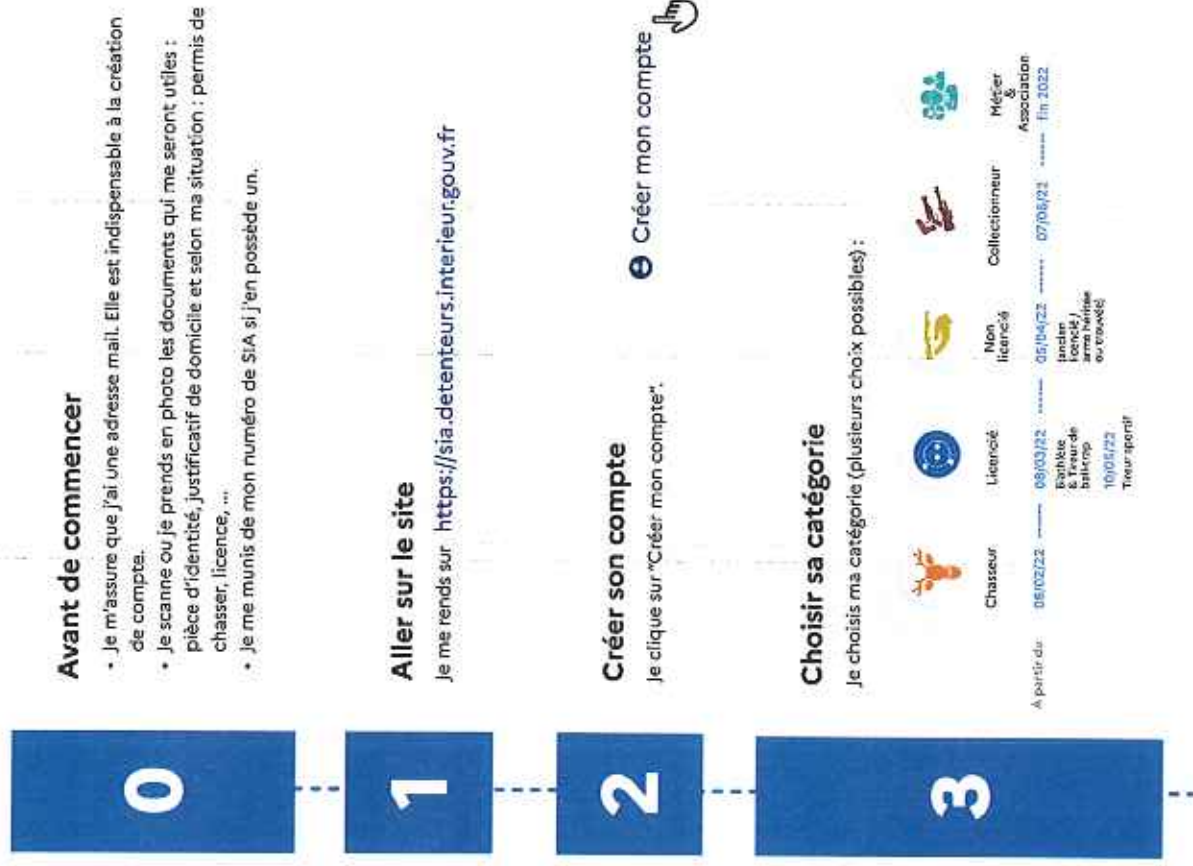 0
Avant de commencer
• Je m'assure que j'ai une adresse mail. Elle est indispensable à la création
de compte.
• Je scanne ou je prends en photo les documents qui me seront utiles :
pièce d'identité, justificatif de domicile et selon ma situation : permis de
chasser, licence, ...
• Je me munis de mon numéro de SIA si j'en possède un.
1
Aller sur le site
Je me rends sur https://sia.detenteurs.interieur.gouv.fr
2
Créer son compte
Je clique sur "Créer mon compte".
Créer mon compte
3
Choisir sa catégorie
Je choisis ma catégorie (plusieurs choix possibles) :
Chasseur
Licencié
Non
licencié
Collectionneur
Métier
&
Association
À partir du
08/02/22
08/03/22
Biathlète
& Tireur de
ball-trap
10/05/22
Tireur sportif
05/04/22
(ancien
licencié /
arme héritée
ou trouvée)
07/06/22
fin 2022